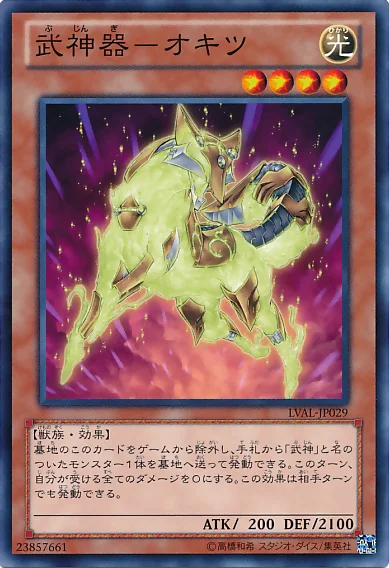 武神器－オキツ
光
LVAL-JP029
【獣族・効果】
墓地のこのカードをゲームから除外し、手札から「武神」と名の
ついたモンスター１体を墓地へ送って発動できる。このターン、
自分が受ける全てのダメージを０にする。この効果は相手ターン
でも発動できる。
ATK/ 200 DEF/2100
23857661
©高橋和希 スタジオ・ダイス/集英社